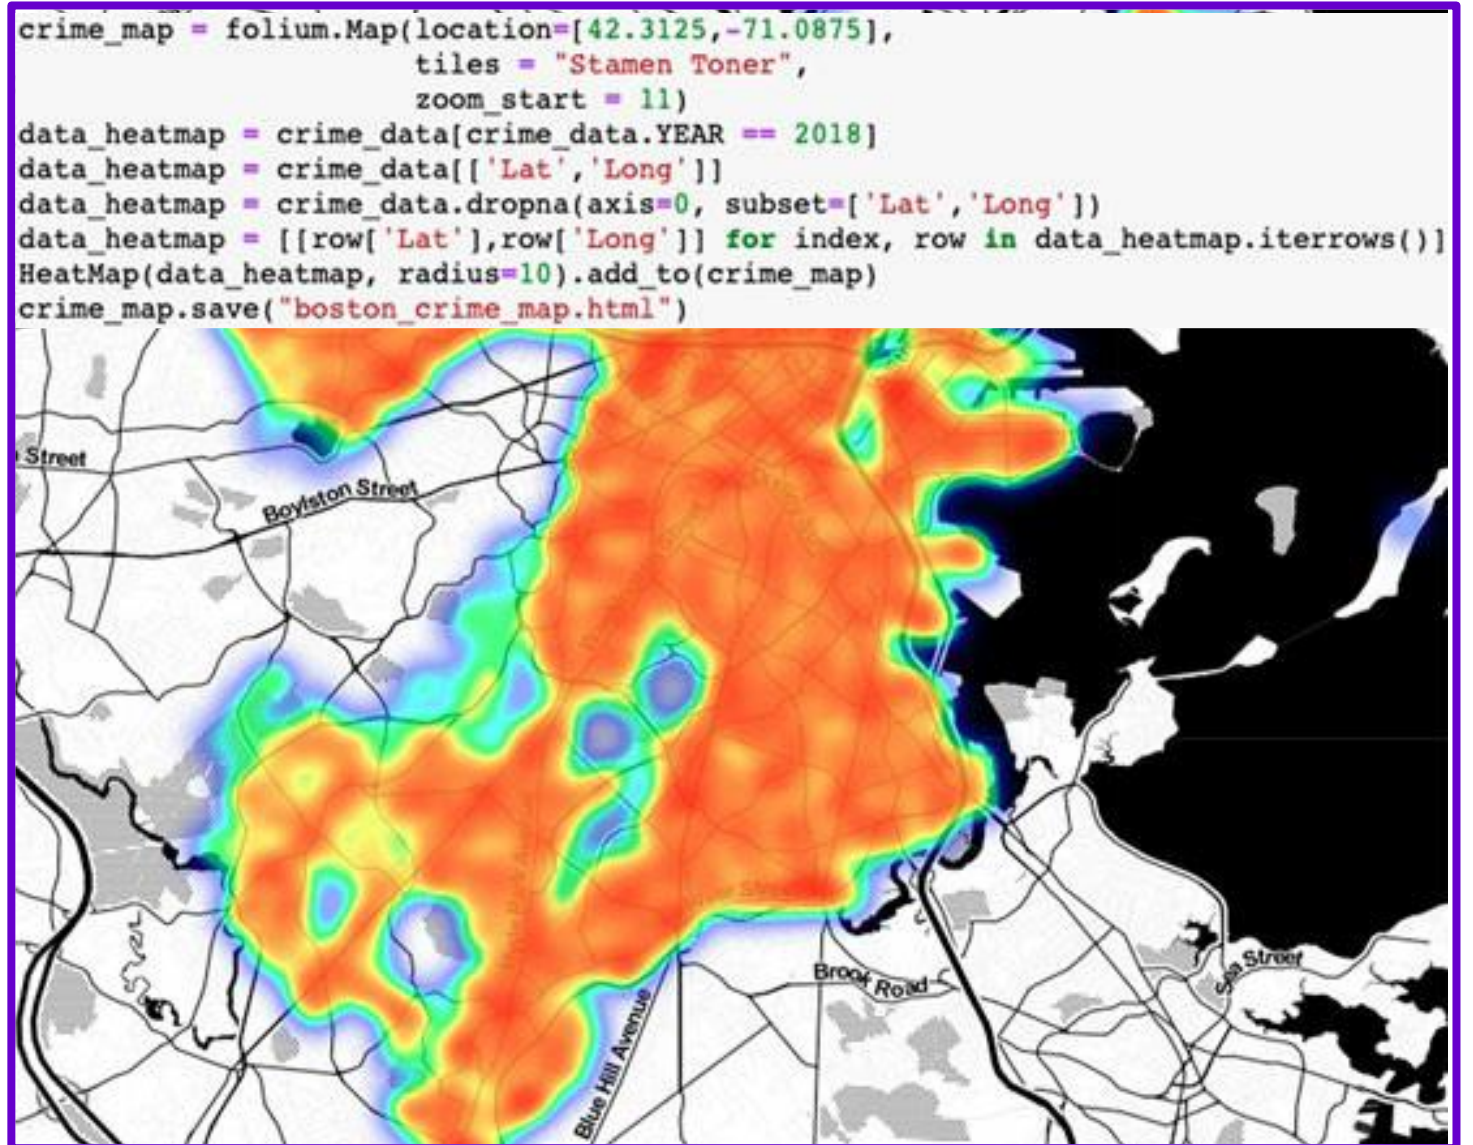 crime_map = folium.Map(location=[42.3125,-71.0875],
tiles = "Stamen Toner",
zoom_start = 11)
data_heatmap = crime_data[crime_data.YEAR == 2018]
data_heatmap = crime_data[['Lat','Long']]
data_heatmap = crime_data.dropna(axis=0, subset=['Lat','Long'])
data_heatmap = [[row['Lat'],row['Long']] for index, row in data_heatmap.iterrows()]
HeatMap(data_heatmap, radius=10).add_to(crime_map)
crime_map.save("boston_crime_map.html")
Street
Boylston Street
Brook Road
Sea Street
Blue Hill Avenue